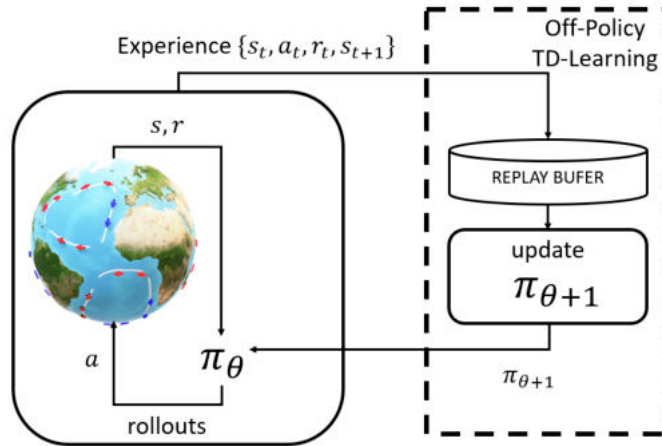 Experience {s_t, a_t, r_t, s_{t+1}}
Off-Policy
TD-Learning
s, r
REPLAY BUFER
update
π_{θ+1}
a
π_θ
π_{θ+1}
rollouts